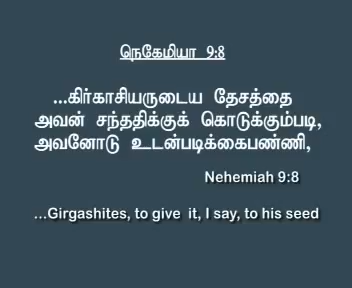 நெகேமியா 9:8
...கிர்காசியருடைய தேசத்தை
அவன் சந்ததிக்குக் கொடுக்கும்படி,
அவனோடு உடன்படிக்கைபண்ணி,
Nehemiah 9:8
...Girgashites, to give it, I say, to his seed